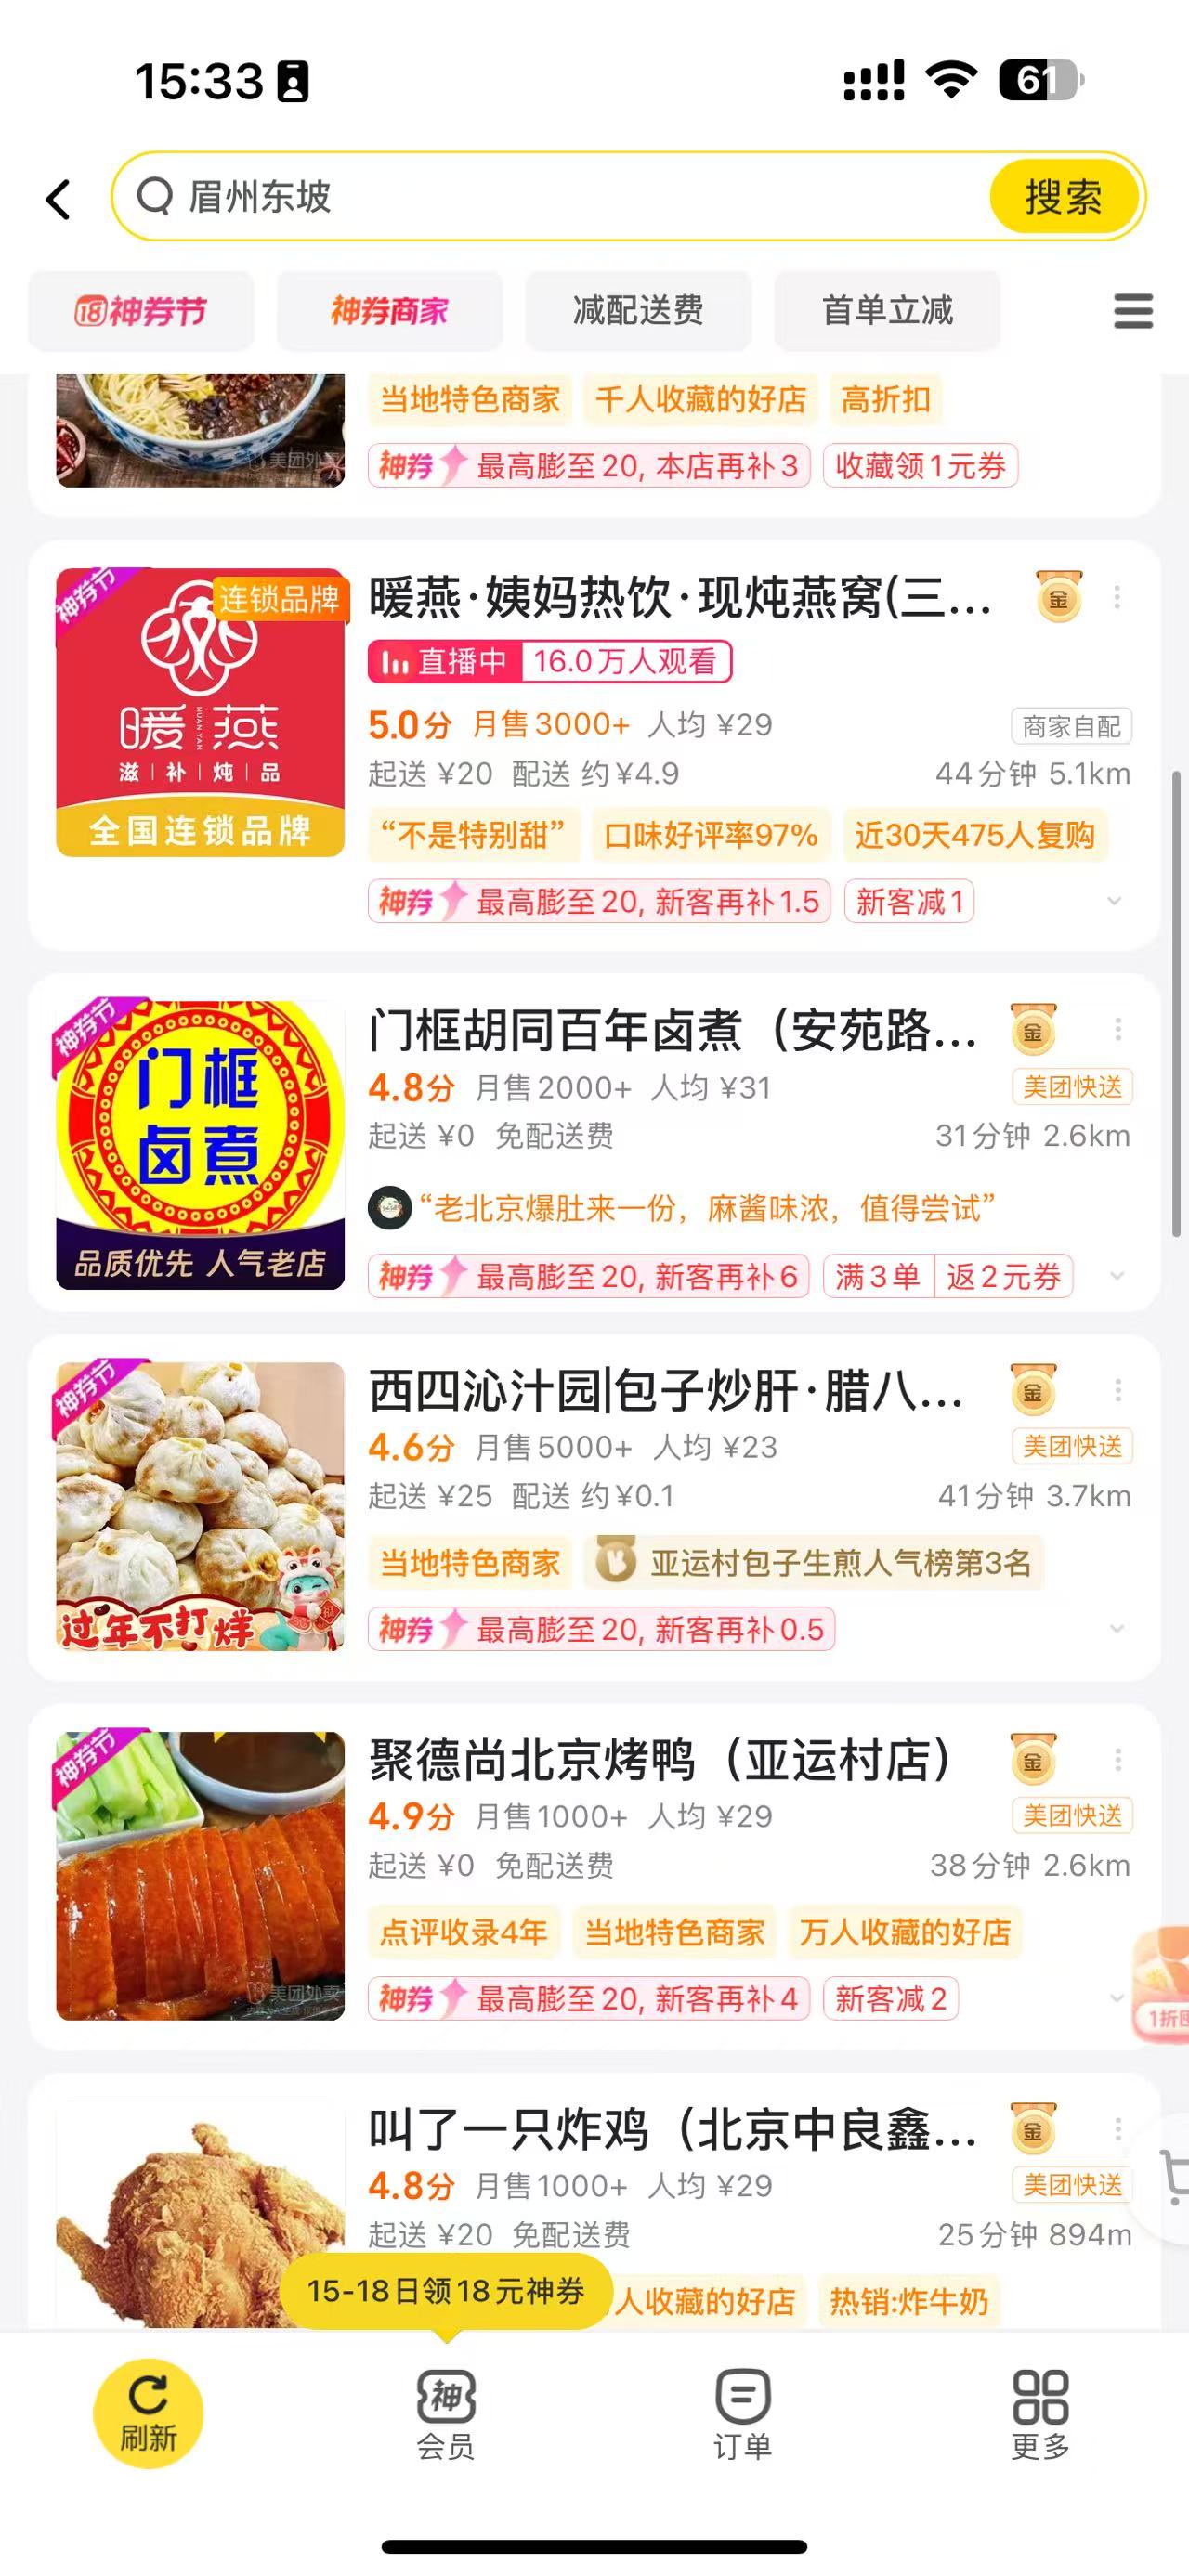 15:33
61
眉州东坡
搜索
18神券节
神券商家
减配送费
首单立减
美团外卖
当地特色商家 千人收藏的好店 高折扣
神券 最高膨至20, 本店再补3 收藏领1元券
神券节
连锁品牌
暖燕
NUAN YAN
滋 | 补 | 炖 | 品
全国连锁品牌
暖燕·姨妈热饮·现炖燕窝(三...
金
直播中 16.0万人观看
5.0分 月售3000+ 人均 ¥29
商家自配
起送 ¥20 配送 约¥4.9
44分钟 5.1km
“不是特别甜” 口味好评率97% 近30天475人复购
神券 最高膨至20, 新客再补1.5 新客减1
神券节
门框
卤煮
品质优先 人气老店
门框胡同百年卤煮（安苑路...
金
4.8分 月售2000+ 人均 ¥31
美团快送
起送 ¥0 免配送费
31分钟 2.6km
“老北京爆肚来一份，麻酱味浓，值得尝试”
神券 最高膨至20, 新客再补6 满3单 返2元券
神券节
过年不打烊
西四沁汁园|包子炒肝·腊八...
金
4.6分 月售5000+ 人均 ¥23
美团快送
起送 ¥25 配送 约¥0.1
41分钟 3.7km
当地特色商家 亚运村包子生煎人气榜第3名
神券 最高膨至20, 新客再补0.5
神券节
美团外卖
聚德尚北京烤鸭（亚运村店）
金
4.9分 月售1000+ 人均 ¥29
美团快送
起送 ¥0 免配送费
38分钟 2.6km
点评收录4年 当地特色商家 万人收藏的好店
神券 最高膨至20, 新客再补4 新客减2
1折
叫了一只炸鸡（北京中良鑫...
金
4.8分 月售1000+ 人均 ¥29
美团快送
起送 ¥20 免配送费
25分钟 894m
人收藏的好店 热销:炸牛奶
15-18日领18元神券
刷新
神
会员
订单
更多